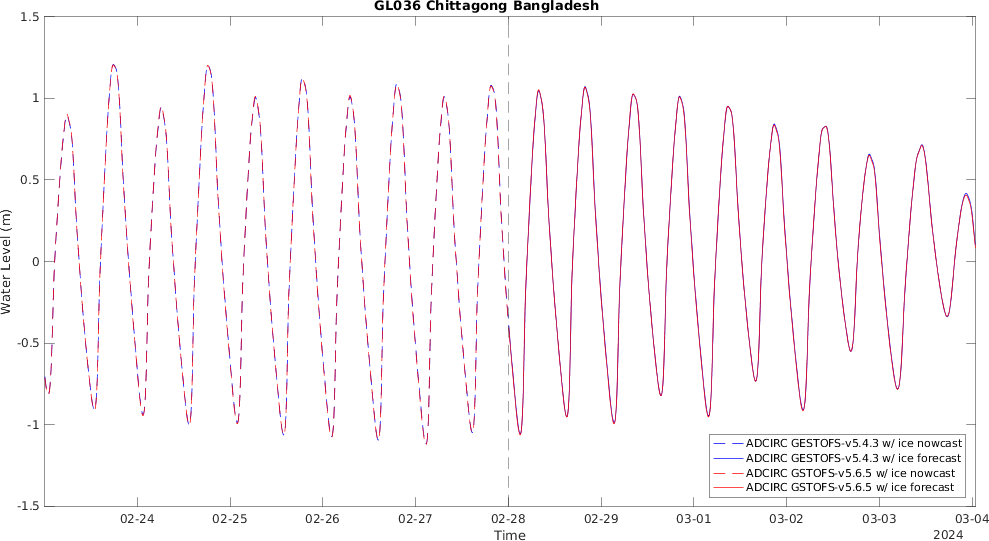 GL036 Chittagong Bangladesh
1.5
1
0.5
0
-0.5
-1
-1.5
Water Level (m)
02-24 02-25 02-26 02-27 02-28 02-29 03-01 03-02 03-03 03-04
Time
2024
ADCIRC GESTOFS-v5.4.3 w/ ice nowcast
ADCIRC GESTOFS-v5.4.3 w/ ice forecast
ADCIRC GSTOFS-v5.6.5 w/ ice nowcast
ADCIRC GSTOFS-v5.6.5 w/ ice forecast